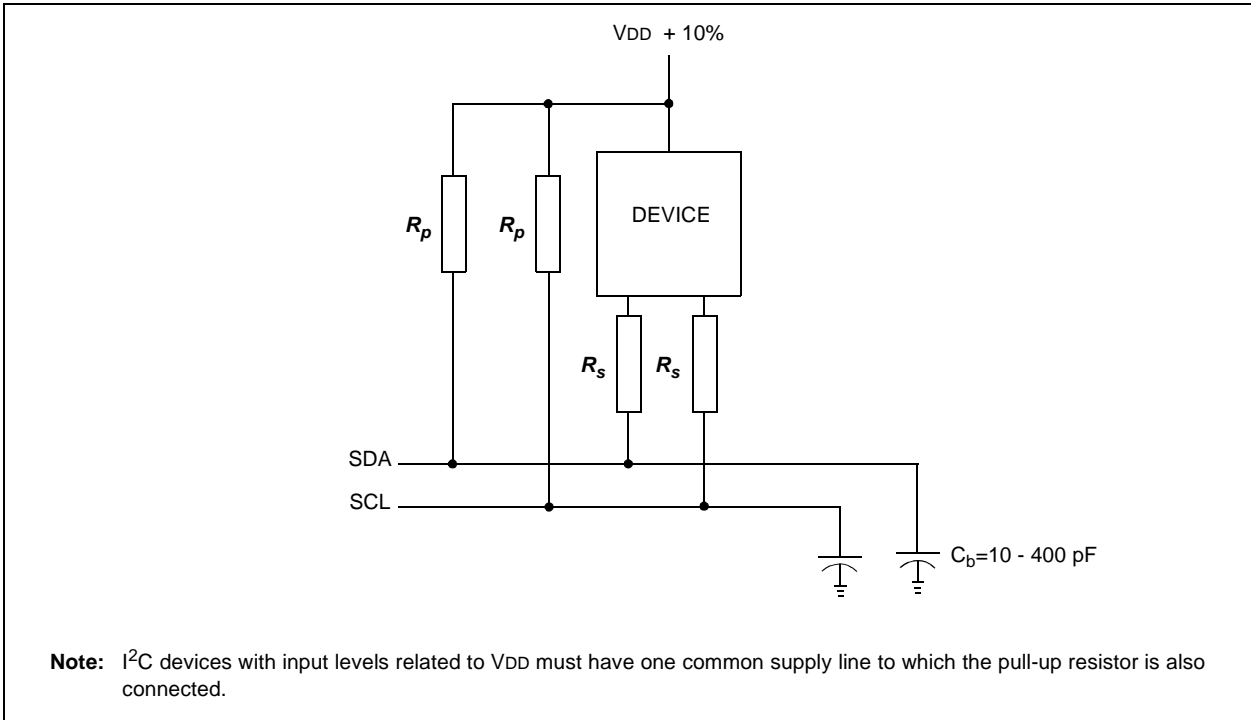 VDD + 10%
DEVICE
Rp
Rp
Rs
Rs
SDA
SCL
Cb=10 - 400 pF
Note: I2C devices with input levels related to VDD must have one common supply line to which the pull-up resistor is also
connected.